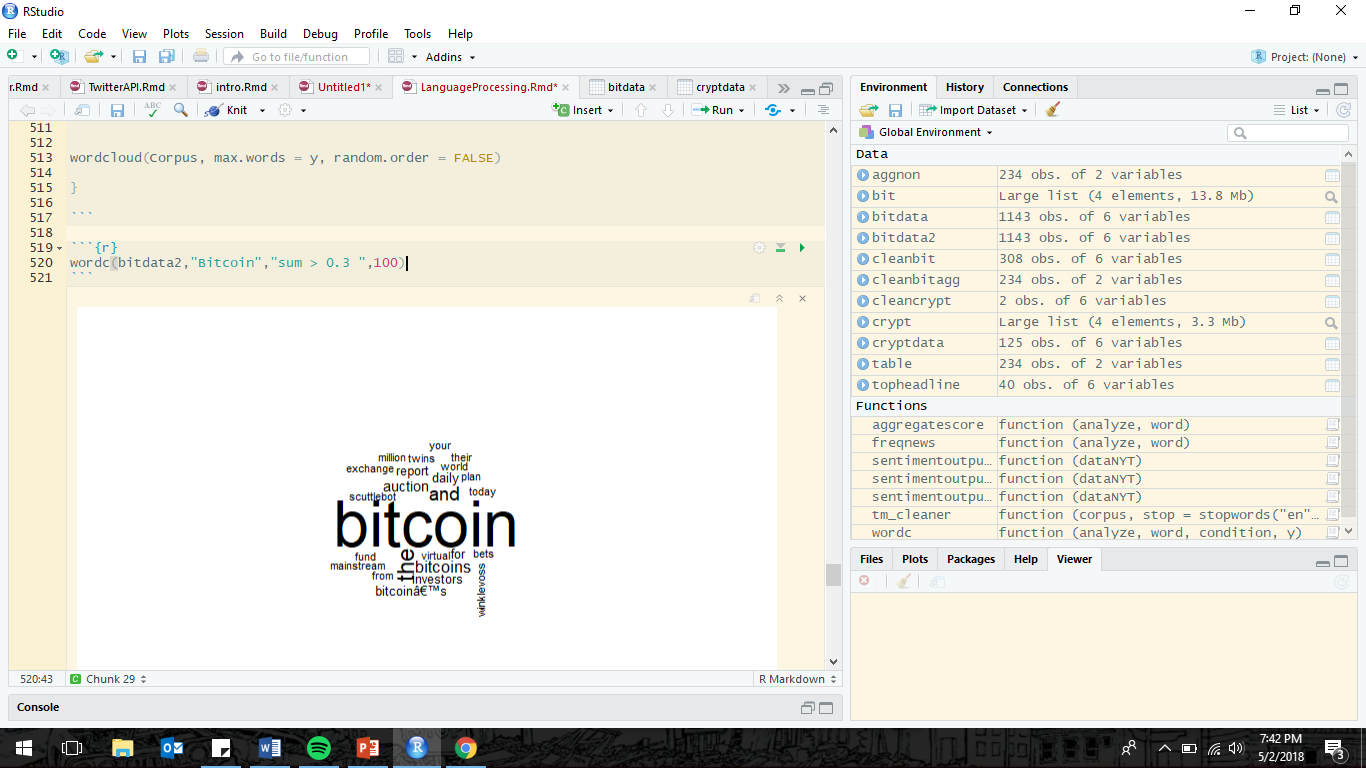 RStudio
File Edit Code View Plots Session Build Debug Profile Tools Help
Go to file/function Addins Project: (None)
r.Rmd TwitterAPI.Rmd intro.Rmd Untitled1* LanguageProcessing.Rmd* bitdata cryptdata
ABC Knit Insert Run
511
512
513 wordcloud(Corpus, max.words = y, random.order = FALSE)
514
515 }
516
517 ```
518
519 ```{r}
520 wordc(bitdata2,"Bitcoin","sum > 0.3 ",100)
521 ```
your
million twins their
exchange report world
daily plan
auction and today
scuttlebot
bitcoin
fund the virtual for bets
mainstream bitcoins
from investors winklevoss
bitcoinâ€™s
520:43 Chunk 29 R Markdown
Console
Environment History Connections
Import Dataset List
Global Environment
Data
aggnon 234 obs. of 2 variables
bit Large list (4 elements, 13.8 Mb)
bitdata 1143 obs. of 6 variables
bitdata2 1143 obs. of 6 variables
cleanbit 308 obs. of 6 variables
cleanbitagg 234 obs. of 2 variables
cleancrypt 2 obs. of 6 variables
crypt Large list (4 elements, 3.3 Mb)
cryptdata 125 obs. of 6 variables
table 234 obs. of 2 variables
topheadline 40 obs. of 6 variables
Functions
aggregatescore function (analyze, word)
freqnews function (analyze, word)
sentimentoutpu… function (dataNYT)
sentimentoutpu… function (dataNYT)
sentimentoutpu… function (dataNYT)
tm_cleaner function (corpus, stop = stopwords("en"…
wordc function (analyze, word, condition, y)
Files Plots Packages Help Viewer
7:42 PM
5/2/2018
3